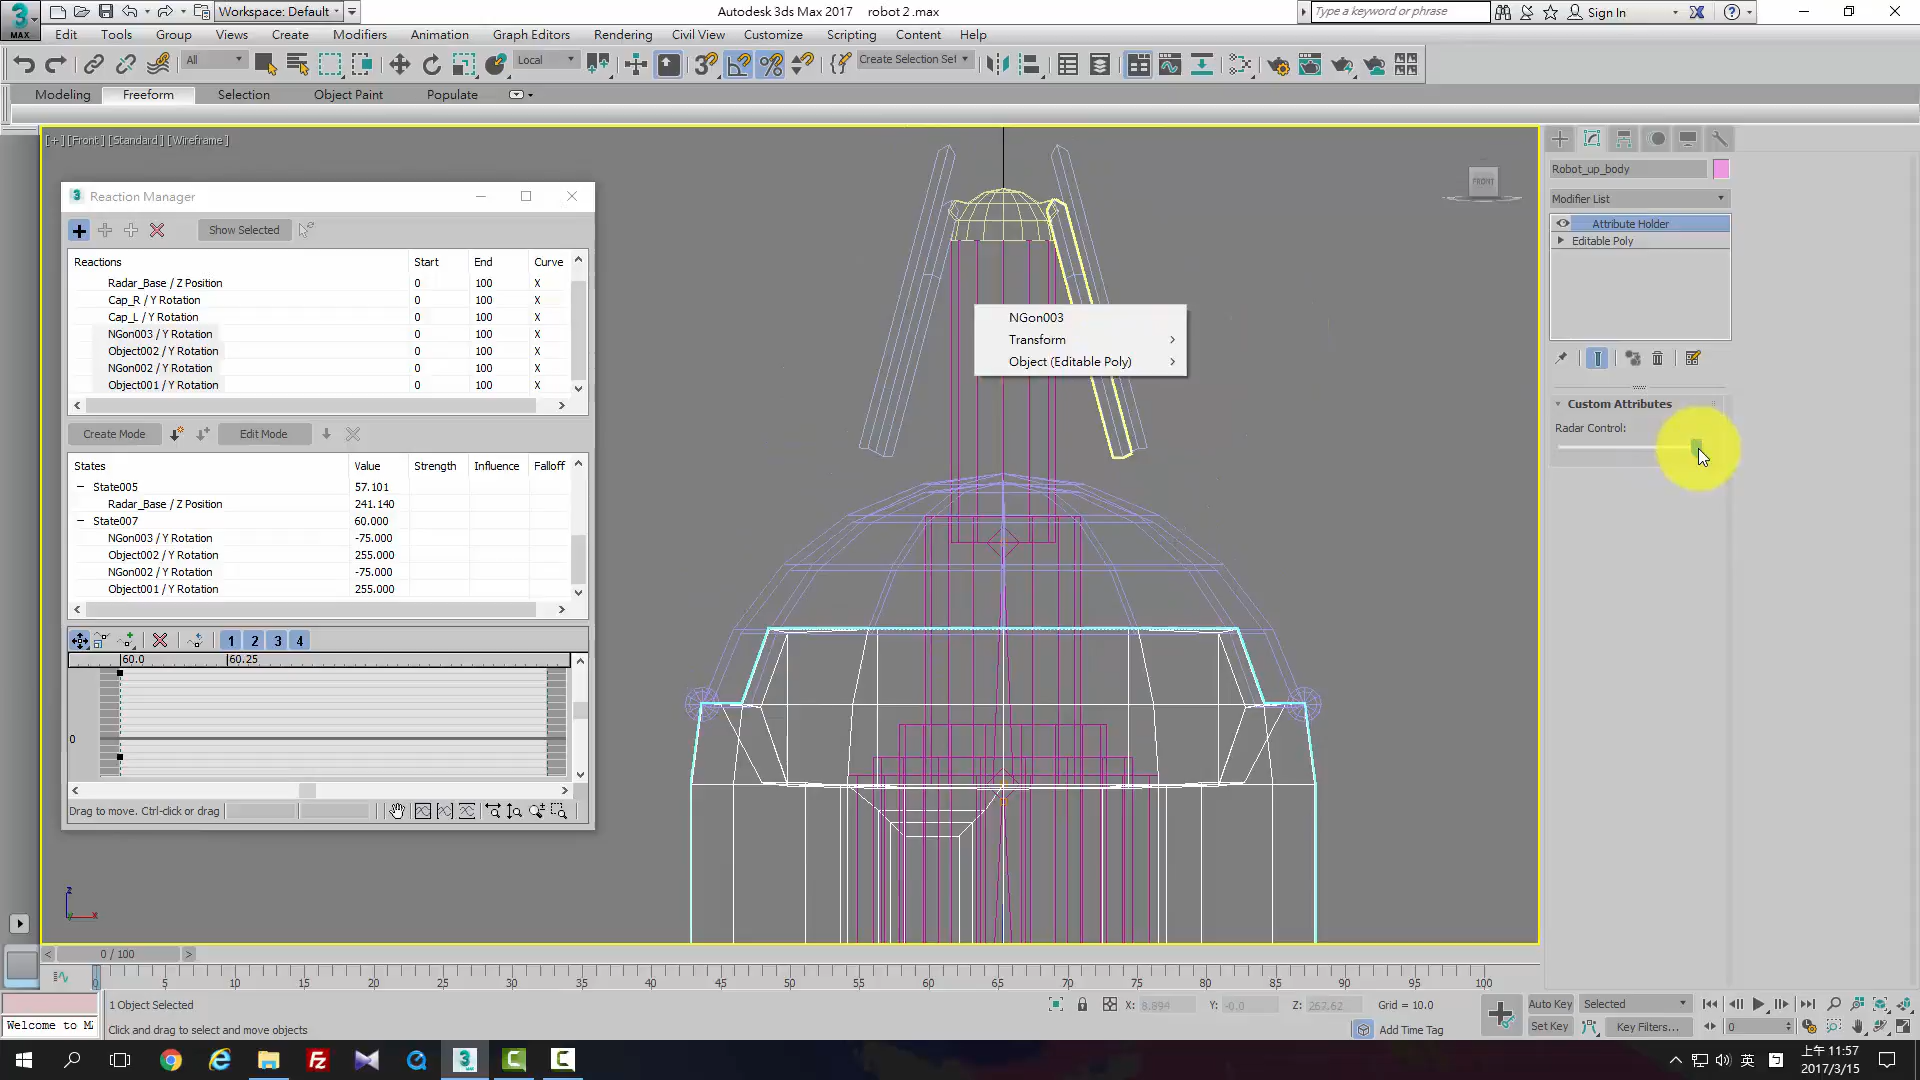 3
MAX
Workspace: Default
Autodesk 3ds Max 2017    robot 2 .max
Type a keyword or phrase
Sign In
Edit  Tools  Group  Views  Create  Modifiers  Animation  Graph Editors  Rendering  Civil View  Customize  Scripting  Content  Help
All
Local
Create Selection Set
Modeling  Freeform  Selection  Object Paint  Populate
[+] [Front] [Standard] [Wireframe]
FRONT
Reaction Manager
Show Selected
Reactions  Start  End  Curve
Radar_Base / Z Position  0  100  X
Cap_R / Y Rotation  0  100  X
Cap_L / Y Rotation  0  100  X
NGon003 / Y Rotation  0  100  X
Object002 / Y Rotation  0  100  X
NGon002 / Y Rotation  0  100  X
Object001 / Y Rotation  0  100  X
Create Mode  Edit Mode
States  Value  Strength  Influence  Falloff
State005  57.101
Radar_Base / Z Position  241.140
State007  60.000
NGon003 / Y Rotation  -75.000
Object002 / Y Rotation  255.000
NGon002 / Y Rotation  -75.000
Object001 / Y Rotation  255.000
1  2  3  4
60.0  60.25
0
Drag to move. Ctrl-click or drag
NGon003
Transform
Object (Editable Poly)
Robot_up_body
Modifier List
Attribute Holder
Editable Poly
Custom Attributes
Radar Control:
z
x
0 / 100
0  5  10  15  20  25  30  35  40  45  50  55  60  65  70  75  80  85  90  95  100
1 Object Selected
X: 8.894  Y: -0.0  Z: 267.62  Grid = 10.0
Auto Key  Selected
Welcome to M
Click and drag to select and move objects
Add Time Tag
Set Key  Key Filters...
0
英
上午 11:57
2017/3/15